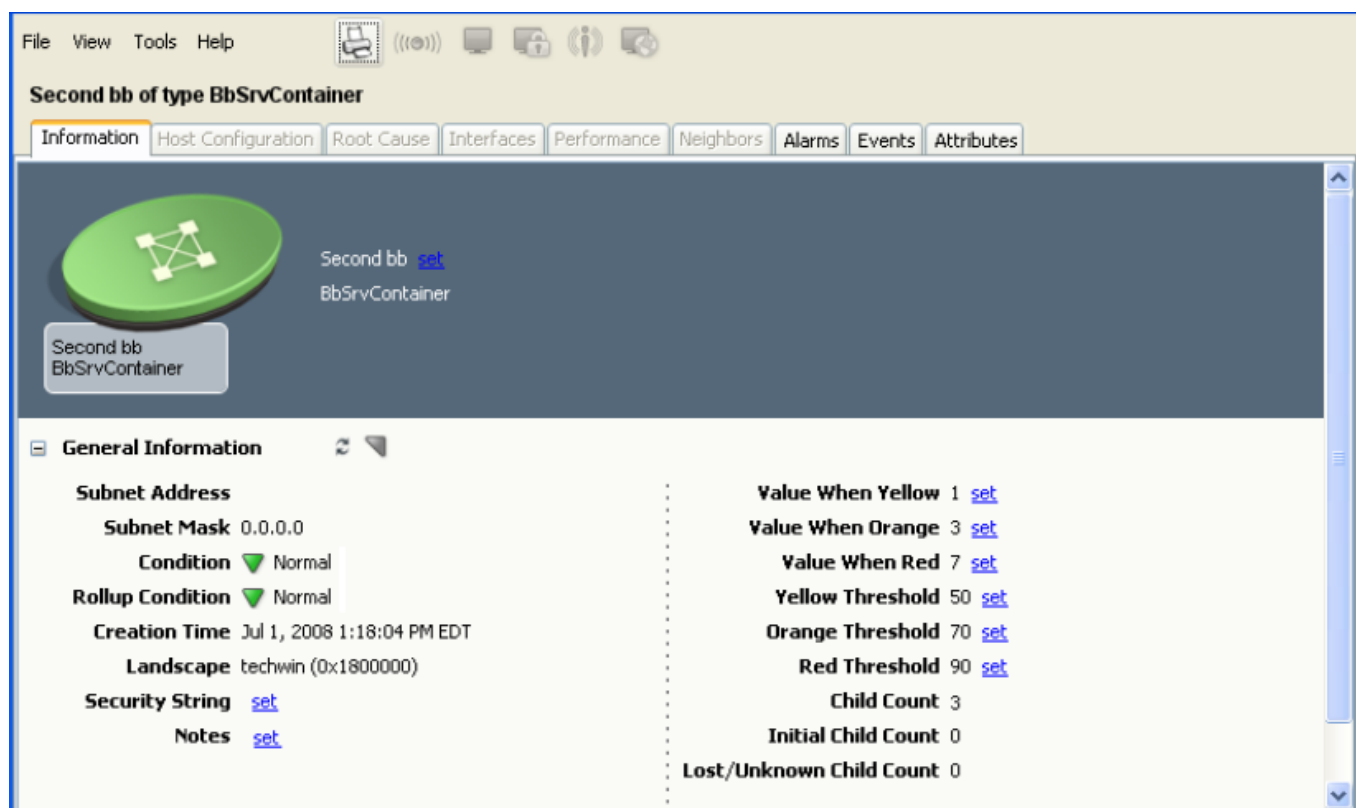 File View Tools Help
Second bb of type BbSrvContainer
Information Host Configuration Root Cause Interfaces Performance Neighbors Alarms Events Attributes
Second bb set
BbSrvContainer
Second bb
BbSrvContainer
General Information
Subnet Address
Subnet Mask 0.0.0.0
Condition Normal
Rollup Condition Normal
Creation Time Jul 1, 2008 1:18:04 PM EDT
Landscape techwin (0x1800000)
Security String set
Notes set
Value When Yellow 1 set
Value When Orange 3 set
Value When Red 7 set
Yellow Threshold 50 set
Orange Threshold 70 set
Red Threshold 90 set
Child Count 3
Initial Child Count 0
Lost/Unknown Child Count 0